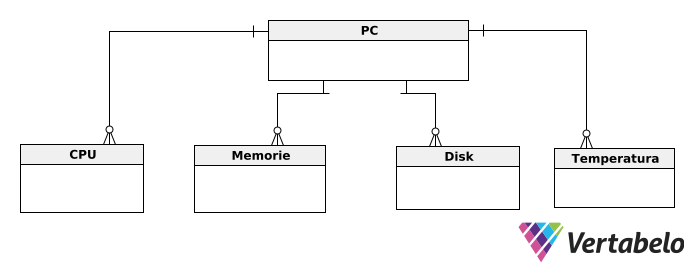 PC
CPU
Memorie
Disk
Temperatura
Vertabelo